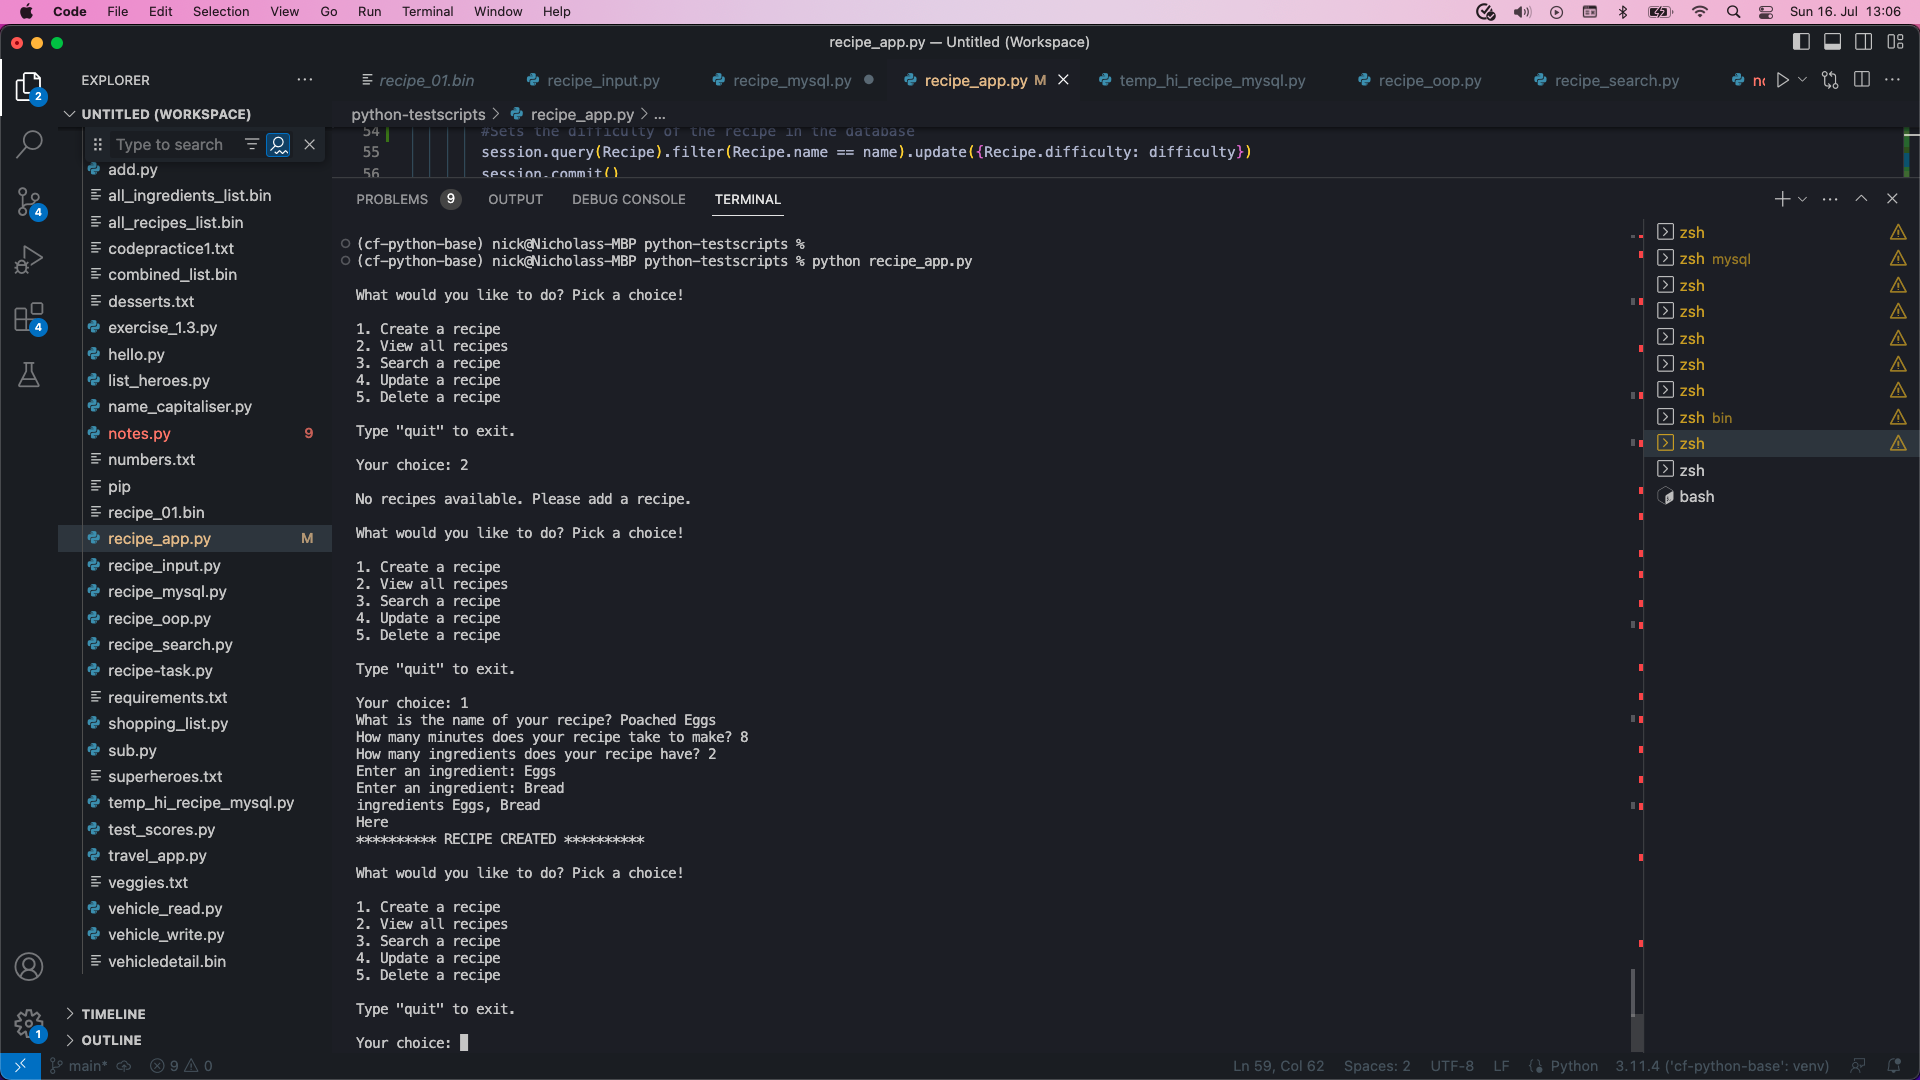 Code File Edit Selection View Go Run Terminal Window Help Sun 16. Jul 13:06
recipe_app.py — Untitled (Workspace)
EXPLORER
recipe_01.bin recipe_input.py recipe_mysql.py recipe_app.py M temp_hi_recipe_mysql.py recipe_oop.py recipe_search.py
UNTITLED (WORKSPACE)
python-testscripts > recipe_app.py > ...
Type to search
54 #Sets the difficulty of the recipe in the database
55 session.query(Recipe).filter(Recipe.name == name).update({Recipe.difficulty: difficulty})
56 session.commit()
2
4
4
1
add.py
all_ingredients_list.bin
all_recipes_list.bin
codepractice1.txt
combined_list.bin
desserts.txt
exercise_1.3.py
hello.py
list_heroes.py
name_capitaliser.py
notes.py 9
numbers.txt
pip
recipe_01.bin
recipe_app.py M
recipe_input.py
recipe_mysql.py
recipe_oop.py
recipe_search.py
recipe-task.py
requirements.txt
shopping_list.py
sub.py
superheroes.txt
temp_hi_recipe_mysql.py
test_scores.py
travel_app.py
veggies.txt
vehicle_read.py
vehicle_write.py
vehicledetail.bin
TIMELINE
OUTLINE
PROBLEMS 9 OUTPUT DEBUG CONSOLE TERMINAL
(cf-python-base) nick@Nicholass-MBP python-testscripts %
(cf-python-base) nick@Nicholass-MBP python-testscripts % python recipe_app.py
What would you like to do? Pick a choice!
1. Create a recipe
2. View all recipes
3. Search a recipe
4. Update a recipe
5. Delete a recipe
Type "quit" to exit.
Your choice: 2
No recipes available. Please add a recipe.
What would you like to do? Pick a choice!
1. Create a recipe
2. View all recipes
3. Search a recipe
4. Update a recipe
5. Delete a recipe
Type "quit" to exit.
Your choice: 1
What is the name of your recipe? Poached Eggs
How many minutes does your recipe take to make? 8
How many ingredients does your recipe have? 2
Enter an ingredient: Eggs
Enter an ingredient: Bread
ingredients Eggs, Bread
Here
********** RECIPE CREATED **********
What would you like to do? Pick a choice!
1. Create a recipe
2. View all recipes
3. Search a recipe
4. Update a recipe
5. Delete a recipe
Type "quit" to exit.
Your choice:
zsh
zsh mysql
zsh
zsh
zsh
zsh
zsh
zsh bin
zsh
zsh
bash
main* 9 0 Ln 59, Col 62 Spaces: 2 UTF-8 LF Python 3.11.4 ('cf-python-base': venv)